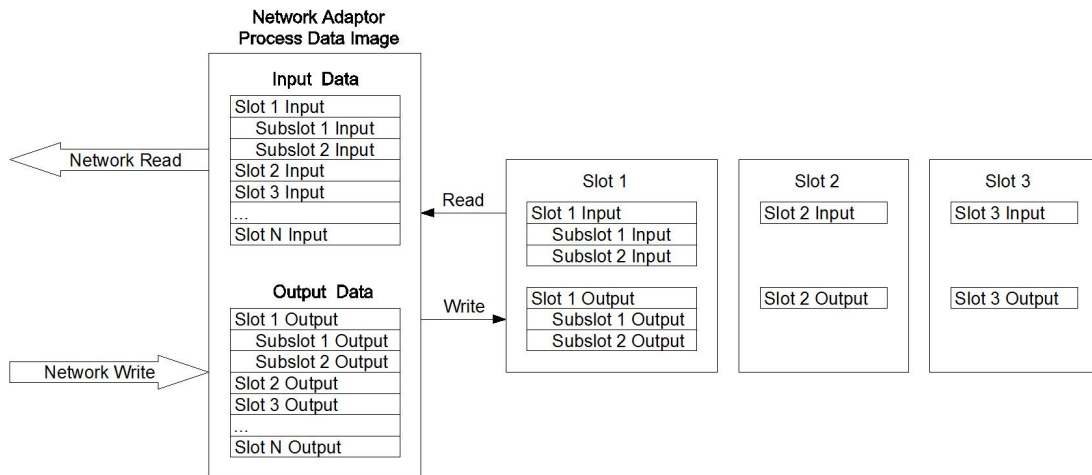 Network Adaptor
Process Data Image
Input Data
Slot 1 Input
Subslot 1 Input
Subslot 2 Input
Slot 2 Input
Slot 3 Input
...
Slot N Input
Output Data
Slot 1 Output
Subslot 1 Output
Subslot 2 Output
Slot 2 Output
Slot 3 Output
...
Slot N Output
Network Read
Network Write
Read
Write
Slot 1
Slot 1 Input
Subslot 1 Input
Subslot 2 Input
Slot 1 Output
Subslot 1 Output
Subslot 2 Output
Slot 2
Slot 2 Input
Slot 2 Output
Slot 3
Slot 3 Input
Slot 3 Output